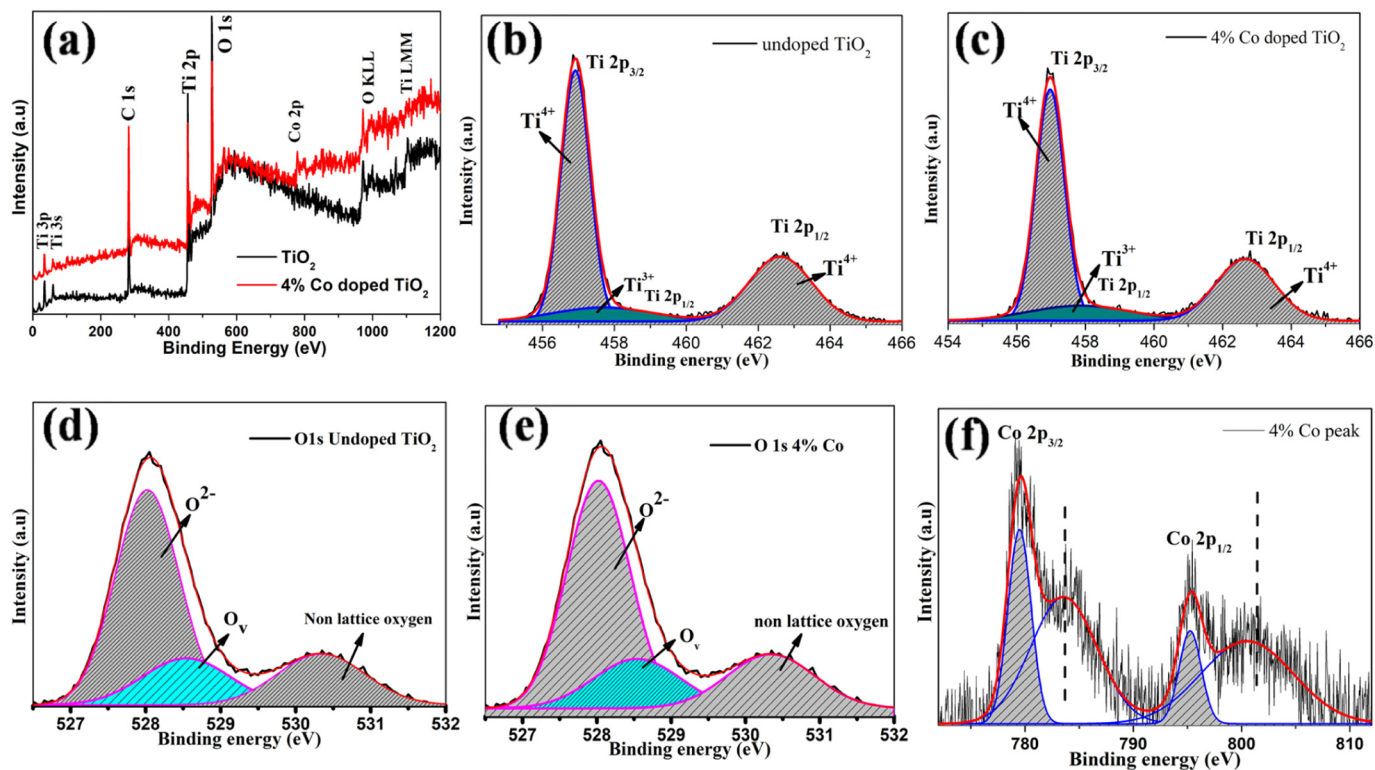 (a)
Intensity (a.u)
Ti 3p
Ti 3s
C 1s
Ti 2p
O 1s
Co 2p
O KLL
Ti LMM
TiO2
4% Co doped TiO2
0 200 400 600 800 1000 1200
Binding Energy (eV)
(b)
undoped TiO2
Ti 2p3/2
Ti4+
Ti 2p1/2
Ti4+
Ti3+
Ti 2p1/2
Intensity (a.u)
456 458 460 462 464 466
Binding energy (eV)
(c)
4% Co doped TiO2
Ti 2p3/2
Ti4+
Ti 2p1/2
Ti3+
Ti 2p1/2
Ti4+
Intensity (a.u)
454 456 458 460 462 464 466
Binding energy (eV)
(d)
O1s Undoped TiO2
O2-
Ov
Non lattice oxygen
Intensity (a.u)
527 528 529 530 531 532
Binding energy (eV)
(e)
O 1s 4% Co
O2-
Ov
non lattice oxygen
Intensity (a.u)
527 528 529 530 531 532
Binding energy (eV)
(f)
4% Co peak
Co 2p3/2
Co 2p1/2
Intensity (a.u)
780 790 800 810
Binding energy (eV)